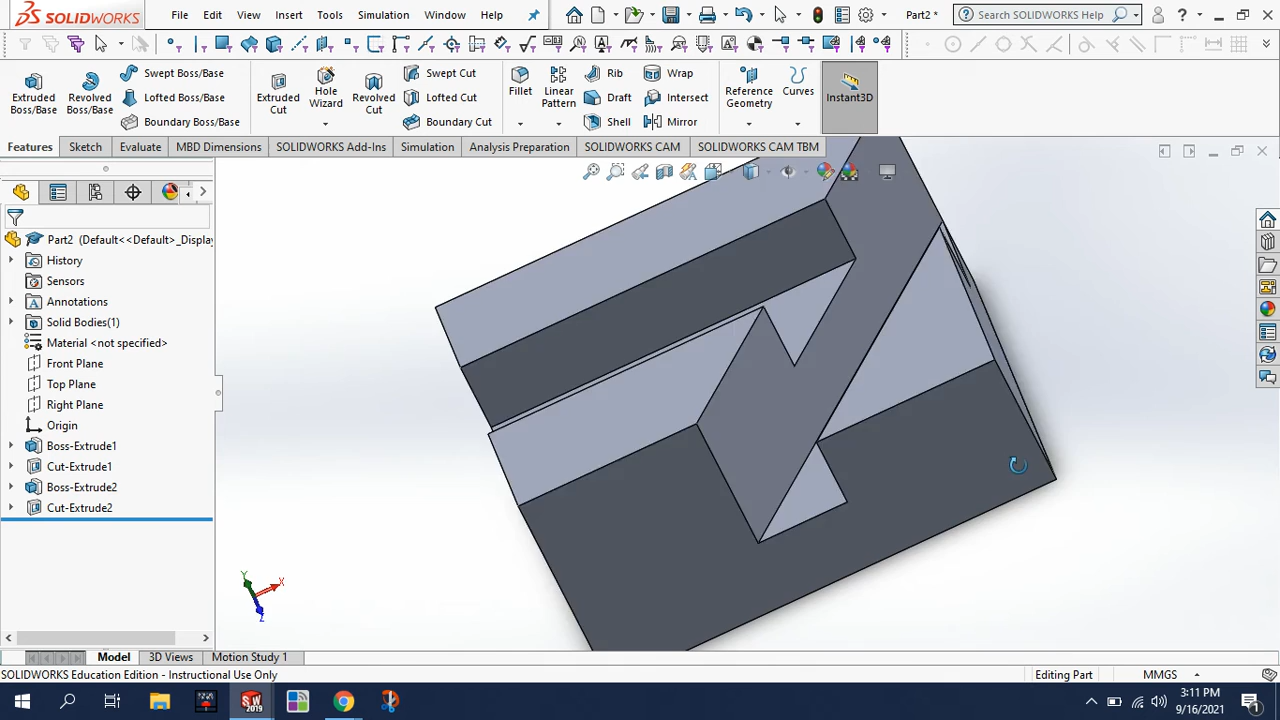 SOLIDWORKS
File Edit View Insert Tools Simulation Window Help
Part2 *
Search SOLIDWORKS Help
Extruded Boss/Base
Revolved Boss/Base
Swept Boss/Base
Lofted Boss/Base
Boundary Boss/Base
Extruded Cut
Hole Wizard
Revolved Cut
Swept Cut
Lofted Cut
Boundary Cut
Fillet
Linear Pattern
Rib
Draft
Shell
Wrap
Intersect
Mirror
Reference Geometry
Curves
Instant3D
Features Sketch Evaluate MBD Dimensions SOLIDWORKS Add-Ins Simulation Analysis Preparation SOLIDWORKS CAM SOLIDWORKS CAM TBM
Part2 (Default<<Default>_Display
History
Sensors
Annotations
Solid Bodies(1)
Material <not specified>
Front Plane
Top Plane
Right Plane
Origin
Boss-Extrude1
Cut-Extrude1
Boss-Extrude2
Cut-Extrude2
Y
X
Z
Model 3D Views Motion Study 1
SOLIDWORKS Education Edition - Instructional Use Only
Editing Part
MMGS
SW
2019
3:11 PM
9/16/2021
1